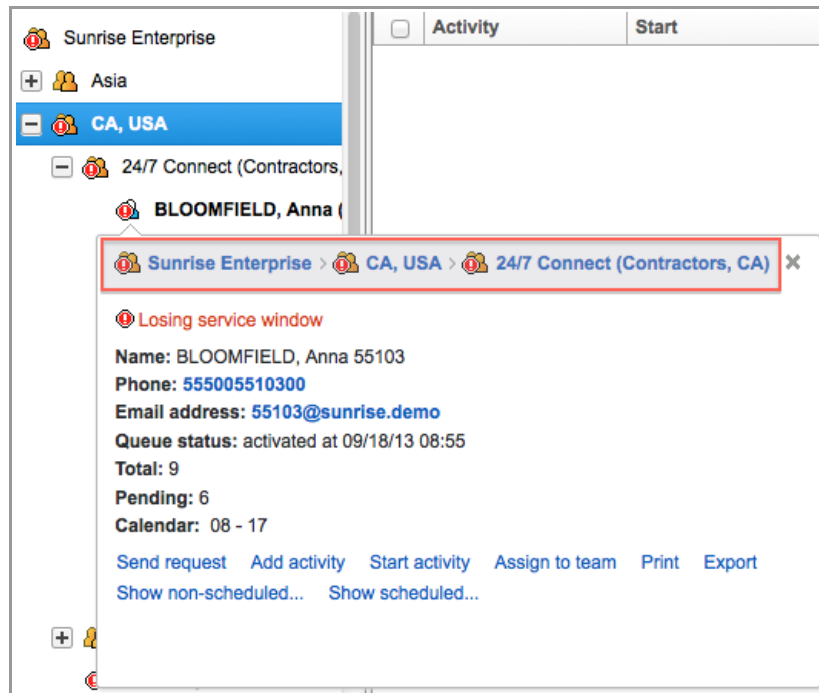 Sunrise Enterprise
Activity
Start
Asia
CA, USA
24/7 Connect (Contractors,
BLOOMFIELD, Anna (
Sunrise Enterprise > CA, USA > 24/7 Connect (Contractors, CA)
Losing service window
Name: BLOOMFIELD, Anna 55103
Phone: 555005510300
Email address: 55103@sunrise.demo
Queue status: activated at 09/18/13 08:55
Total: 9
Pending: 6
Calendar: 08 - 17
Send request Add activity Start activity Assign to team Print Export
Show non-scheduled... Show scheduled...